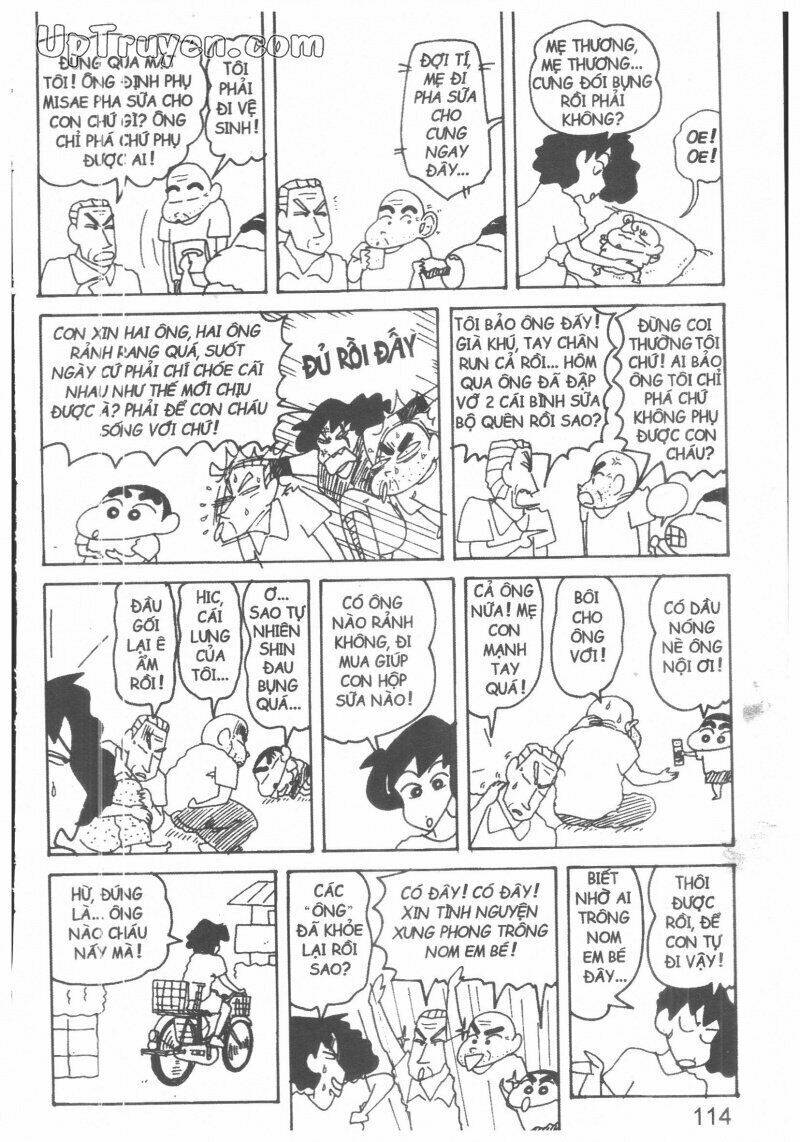 UpTruyen.com
MẸ THƯƠNG,
MẸ THƯƠNG...
CƯNG ĐÓI BỤNG
RỒI PHẢI
KHÔNG?
OE!
OE!
ĐỢI TÍ,
MẸ ĐI
PHA SỮA
CHO
CƯNG
NGAY
ĐÂY...
TÔI
PHẢI
ĐI VỆ
SINH!
ĐỪNG QUA MẶT
TÔI! ÔNG ĐỊNH PHỤ
MISAE PHA SỮA CHO
CON CHỨ GÌ? ÔNG
CHỈ PHÁ CHỨ PHỤ
ĐƯỢC AI!
ĐỪNG COI
THƯỜNG TÔI
CHỨ! AI BẢO
ÔNG TÔI CHỈ
PHÁ CHỨ
KHÔNG PHỤ
ĐƯỢC CON
CHÁU?
TÔI BẢO ÔNG ĐẤY!
GIÀ KHÚ, TAY CHÂN
RUN CẢ RỒI... HÔM
QUA ÔNG ĐÃ ĐẬP
VỠ 2 CÁI BÌNH SỮA
BỘ QUÊN RỒI SAO?
ĐỦ RỒI ĐẤY
CON XIN HAI ÔNG, HAI ÔNG
RẢNH RANG QUÁ, SUỐT
NGÀY CỨ PHẢI CHÍ CHÓE CÃI
NHAU NHƯ THẾ MỚI CHỊU
ĐƯỢC À? PHẢI ĐỂ CON CHÁU
SỐNG VỚI CHỨ!
CÓ DẦU
NÓNG
NÈ ÔNG
NỘI ƠI!
BÔI
CHO
ÔNG
VỚI!
CẢ ÔNG
NỮA! MẸ
CON
MẠNH
TAY
QUÁ!
CÓ ÔNG
NÀO RẢNH
KHÔNG, ĐI
MUA GIÚP
CON HỘP
SỮA NÀO!
Ơ...
SAO TỰ
NHIÊN
SHIN
ĐAU
BỤNG
QUÁ...
HIC,
CÁI
LƯNG
CỦA
TÔI...
ĐẦU
GỐI
LẠI Ê
ẨM
RỒI!
THÔI
ĐƯỢC
RỒI, ĐỂ
CON TỰ
ĐI VẬY!
BIẾT
NHỜ AI
TRÔNG
NOM
EM BÉ
ĐÂY...
CÓ ĐÂY! CÓ ĐÂY!
XIN TÌNH NGUYỆN
XUNG PHONG TRÔNG
NOM EM BÉ!
CÁC
"ÔNG"
ĐÃ KHỎE
LẠI RỒI
SAO?
HỪ, ĐÚNG
LÀ... ÔNG
NÀO CHÁU
NẤY MÀ!
114